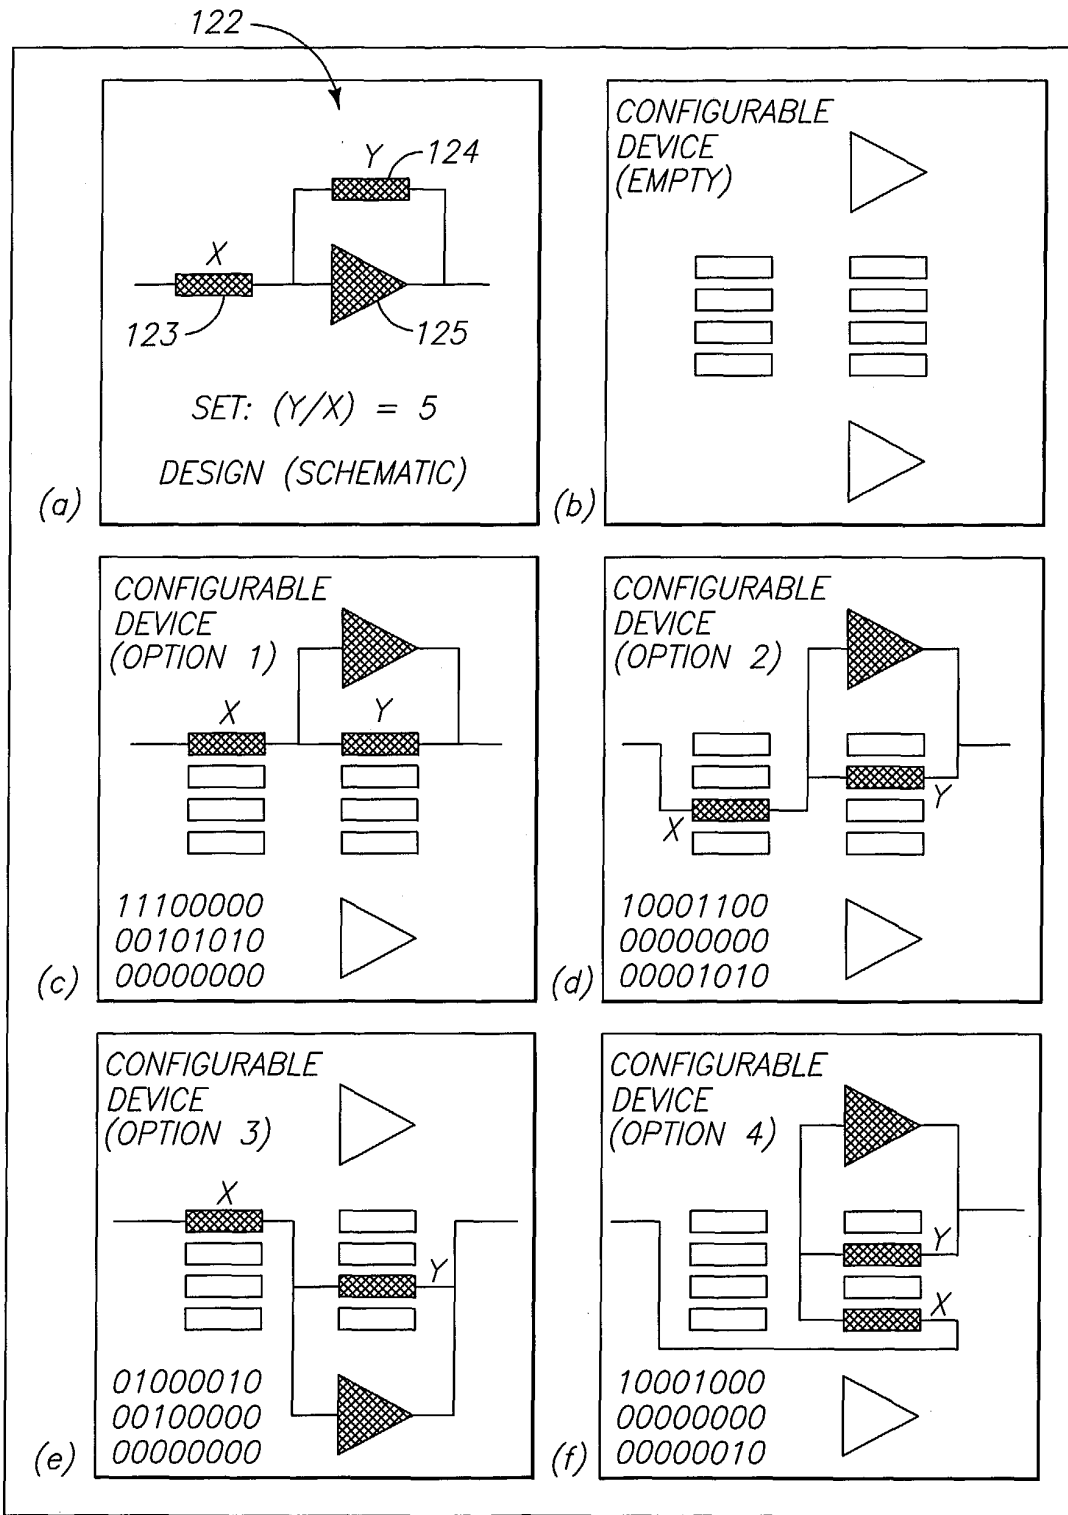 122
Y
124
X
123
125
SET: (Y/X) = 5
DESIGN (SCHEMATIC)
(a)
CONFIGURABLE
DEVICE
(EMPTY)
(b)
CONFIGURABLE
DEVICE
(OPTION 1)
X
Y
11100000
00101010
00000000
(c)
CONFIGURABLE
DEVICE
(OPTION 2)
X
Y
10001100
00000000
00001010
(d)
CONFIGURABLE
DEVICE
(OPTION 3)
X
Y
01000010
00100000
00000000
(e)
CONFIGURABLE
DEVICE
(OPTION 4)
Y
X
10001000
00000000
00000010
(f)